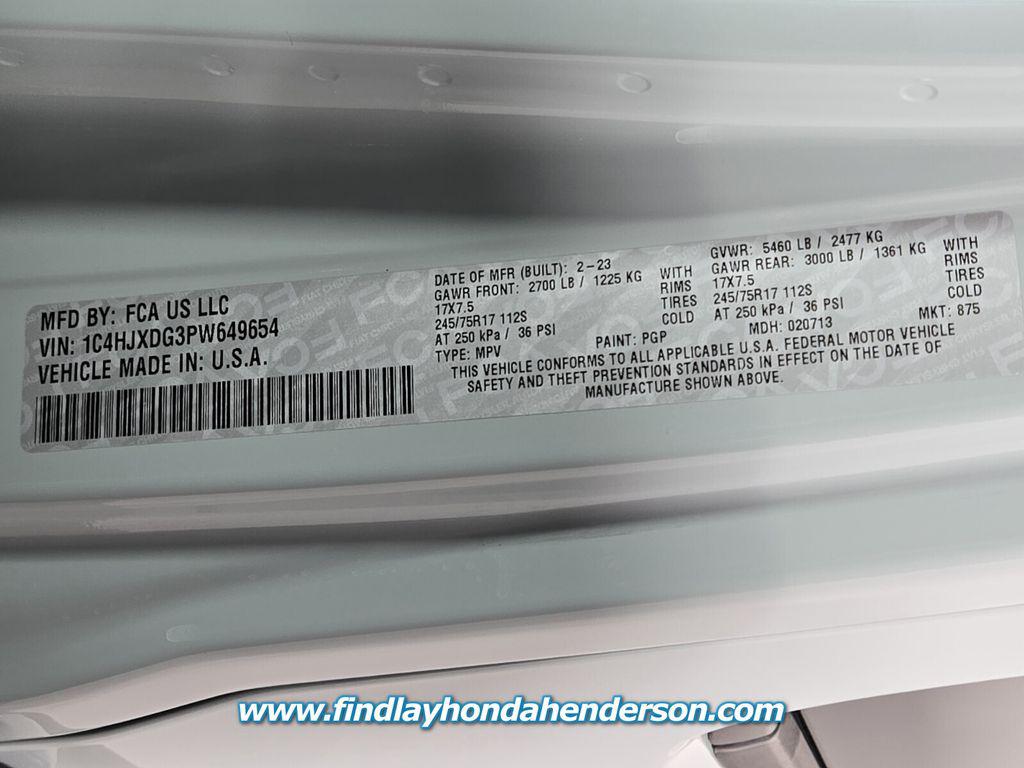 MFD BY: FCA US LLC
VIN: 1C4HJXDG3PW649654
VEHICLE MADE IN: U.S.A.
DATE OF MFR (BUILT): 2-23
GAWR FRONT: 2700 LB / 1225 KG WITH
17X7.5 RIMS
245/75R17 112S TIRES
AT 250 kPa / 36 PSI COLD
TYPE: MPV PAINT: PGP
GVWR: 5460 LB / 2477 KG
GAWR REAR: 3000 LB / 1361 KG WITH
17X7.5 RIMS
245/75R17 112S TIRES
AT 250 kPa / 36 PSI COLD
MDH: 020713 MKT: 875
THIS VEHICLE CONFORMS TO ALL APPLICABLE U.S.A. FEDERAL MOTOR VEHICLE
SAFETY AND THEFT PREVENTION STANDARDS IN EFFECT ON THE DATE OF
MANUFACTURE SHOWN ABOVE.
www.findlayhondahenderson.com